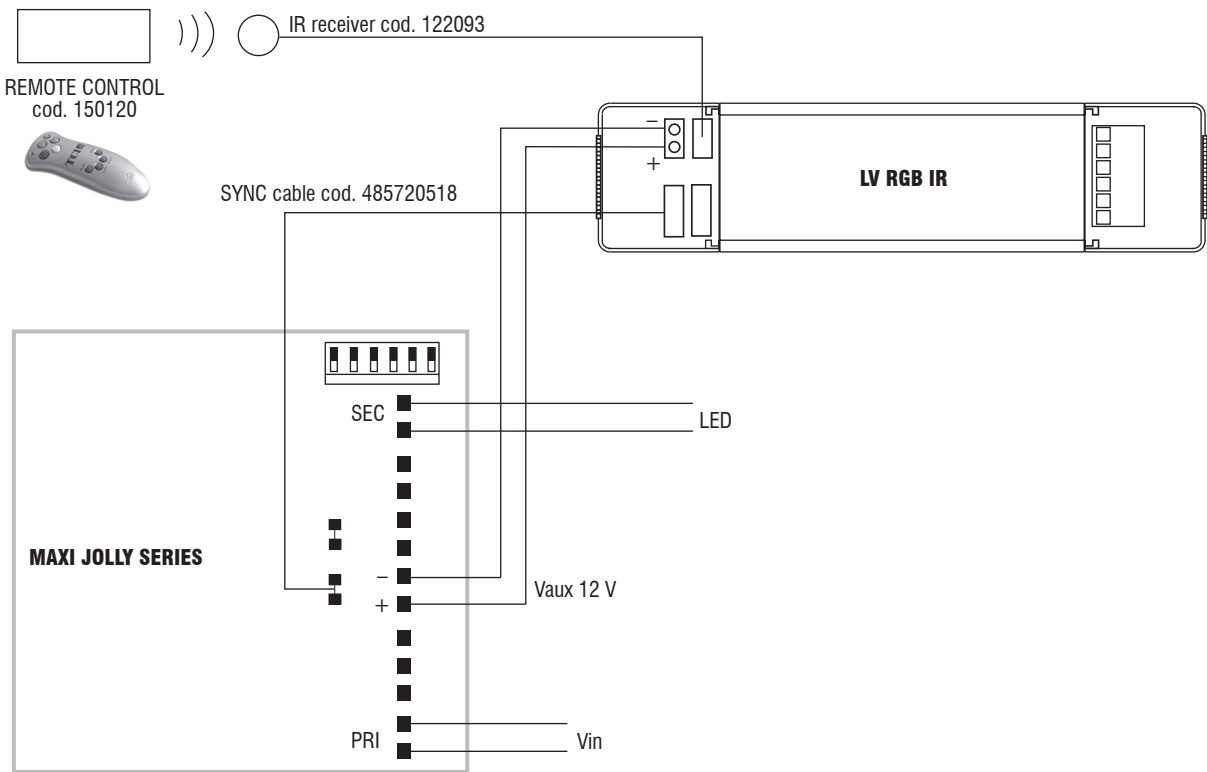 IR receiver cod. 122093
REMOTE CONTROL
cod. 150120
TCI
−
+
LV RGB IR
SYNC cable cod. 485720518
SEC
LED
MAXI JOLLY SERIES
−
Vaux 12 V
+
PRI
Vin